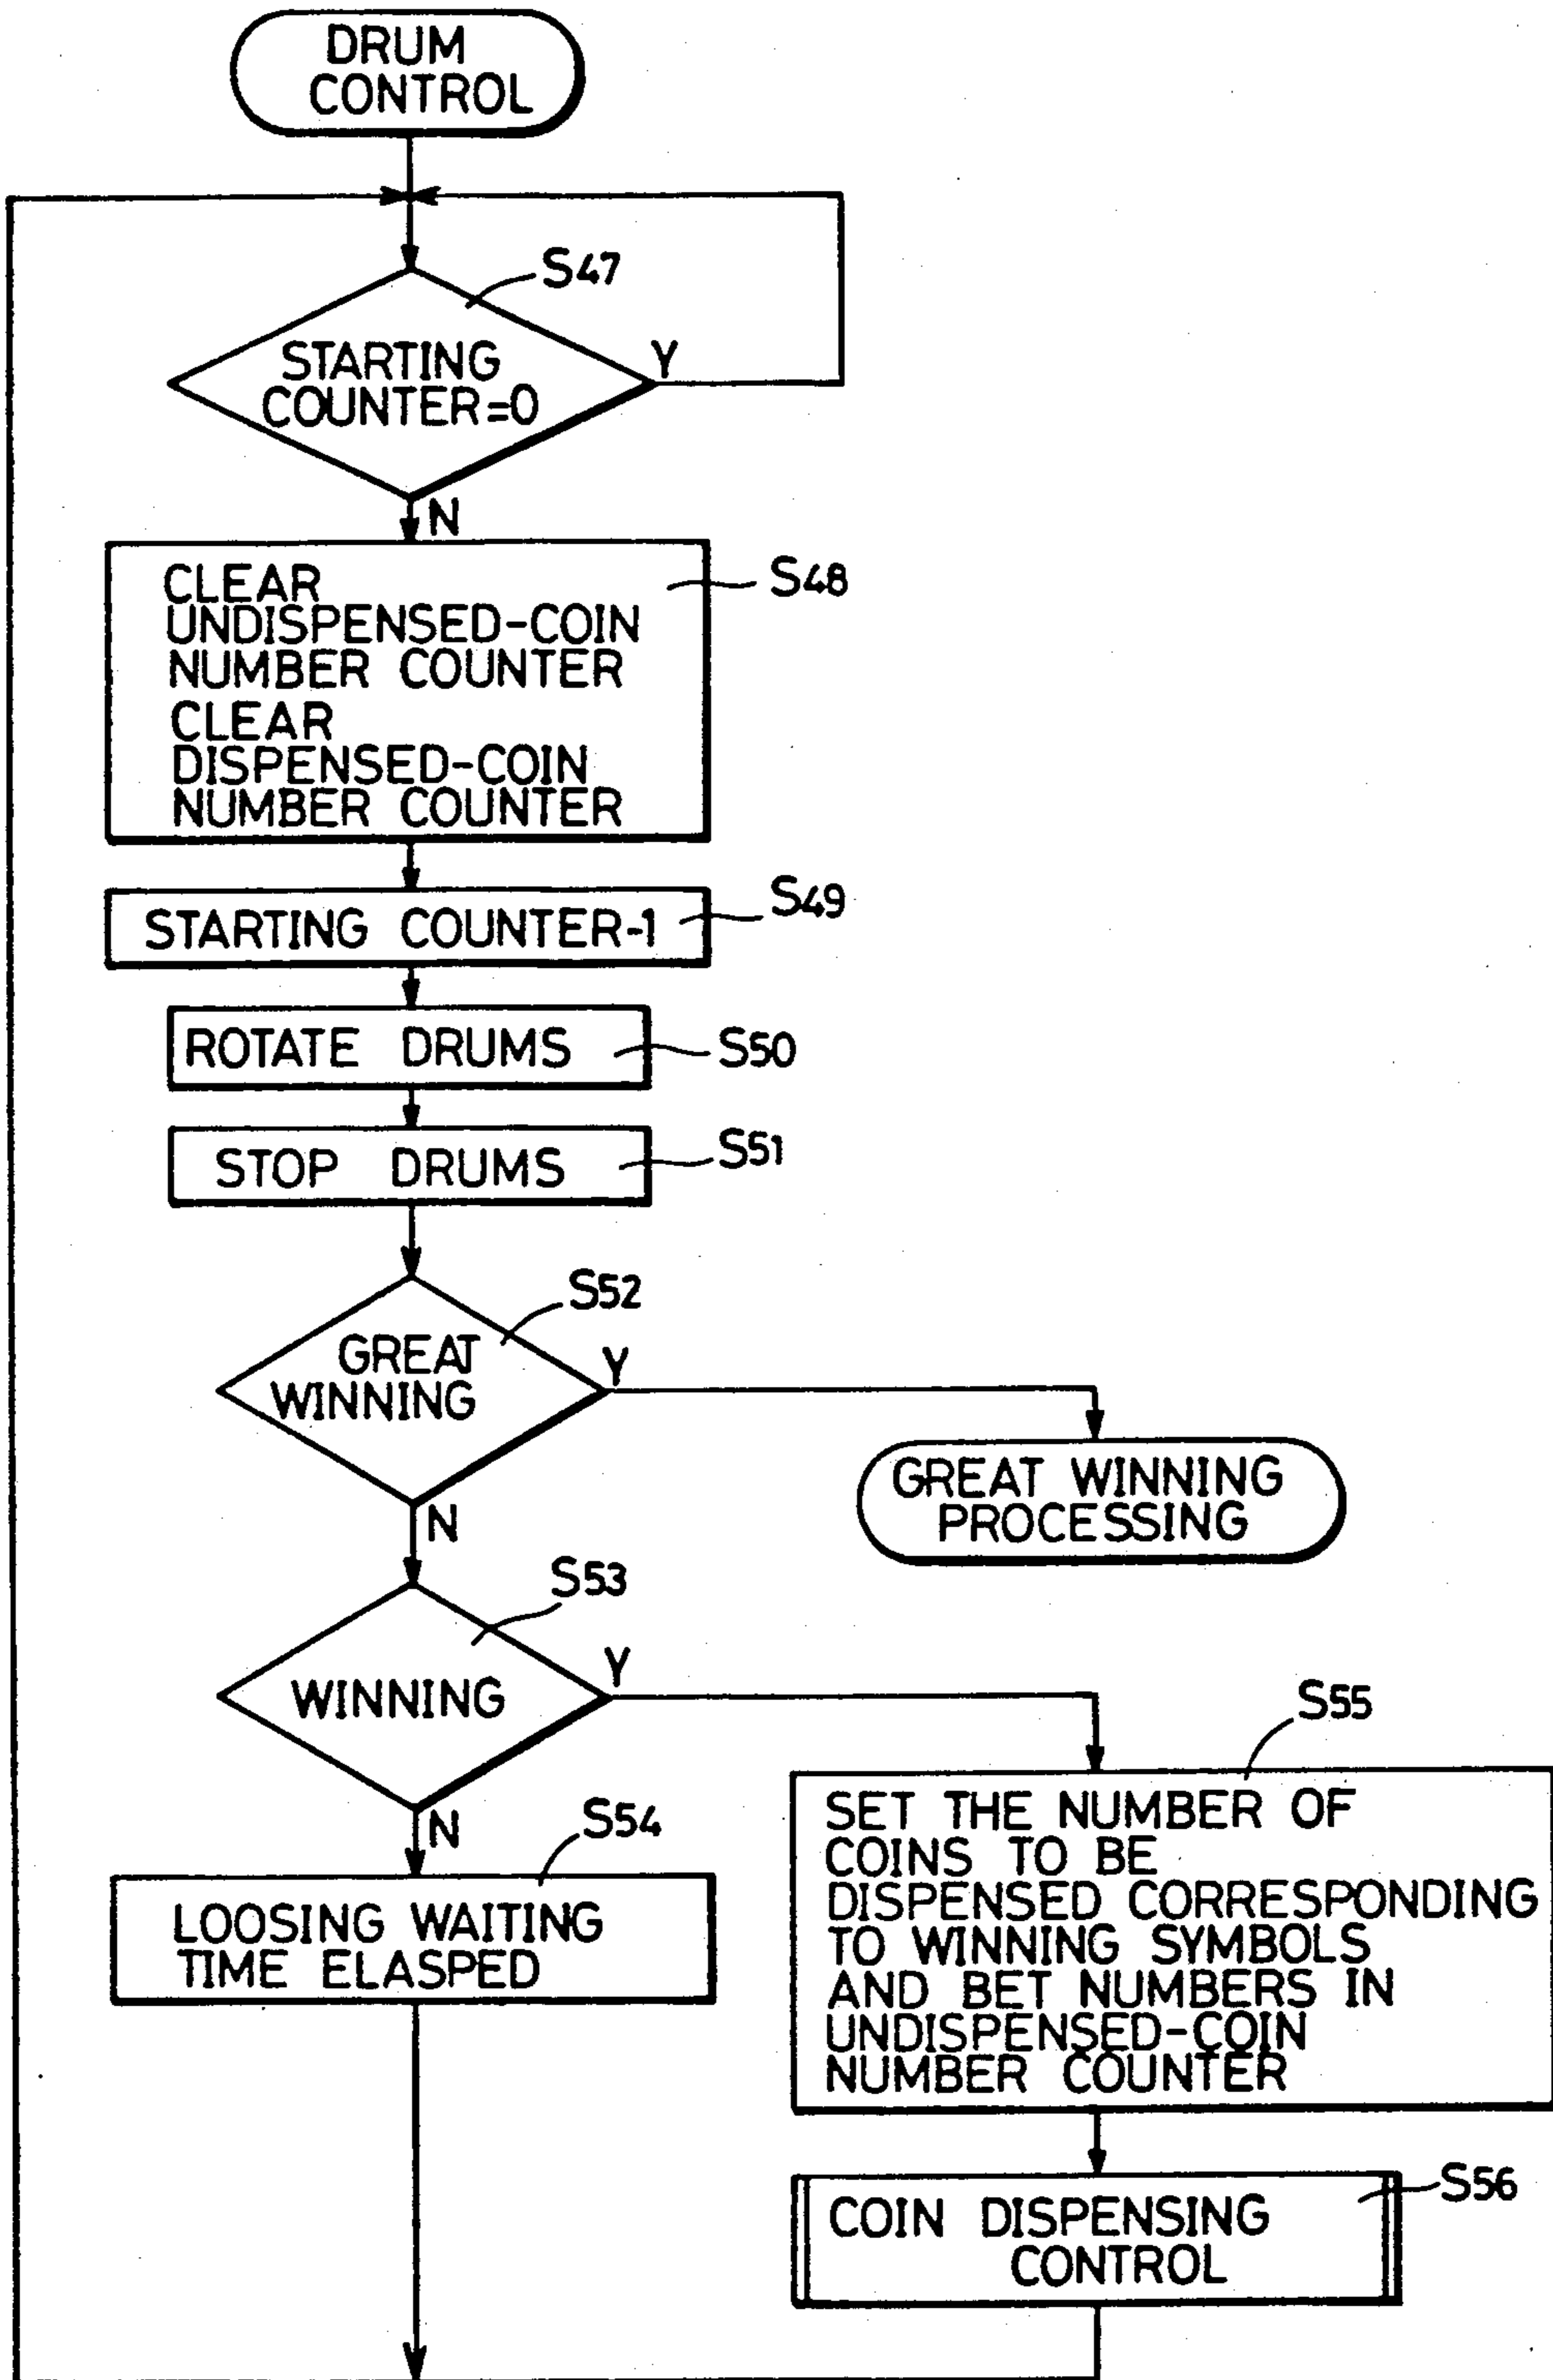 DRUM
CONTROL
S47
STARTING
COUNTER=0
Y
N
CLEAR
UNDISPENSED-COIN
NUMBER COUNTER
CLEAR
DISPENSED-COIN
NUMBER COUNTER
S48
STARTING COUNTER-1
S49
ROTATE DRUMS
S50
STOP DRUMS
S51
S52
GREAT
WINNING
Y
N
GREAT WINNING
PROCESSING
S53
WINNING
Y
N
S54
LOOSING WAITING
TIME ELASPED
S55
SET THE NUMBER OF
COINS TO BE
DISPENSED CORRESPONDING
TO WINNING SYMBOLS
AND BET NUMBERS IN
UNDISPENSED-COIN
NUMBER COUNTER
S56
COIN DISPENSING
CONTROL